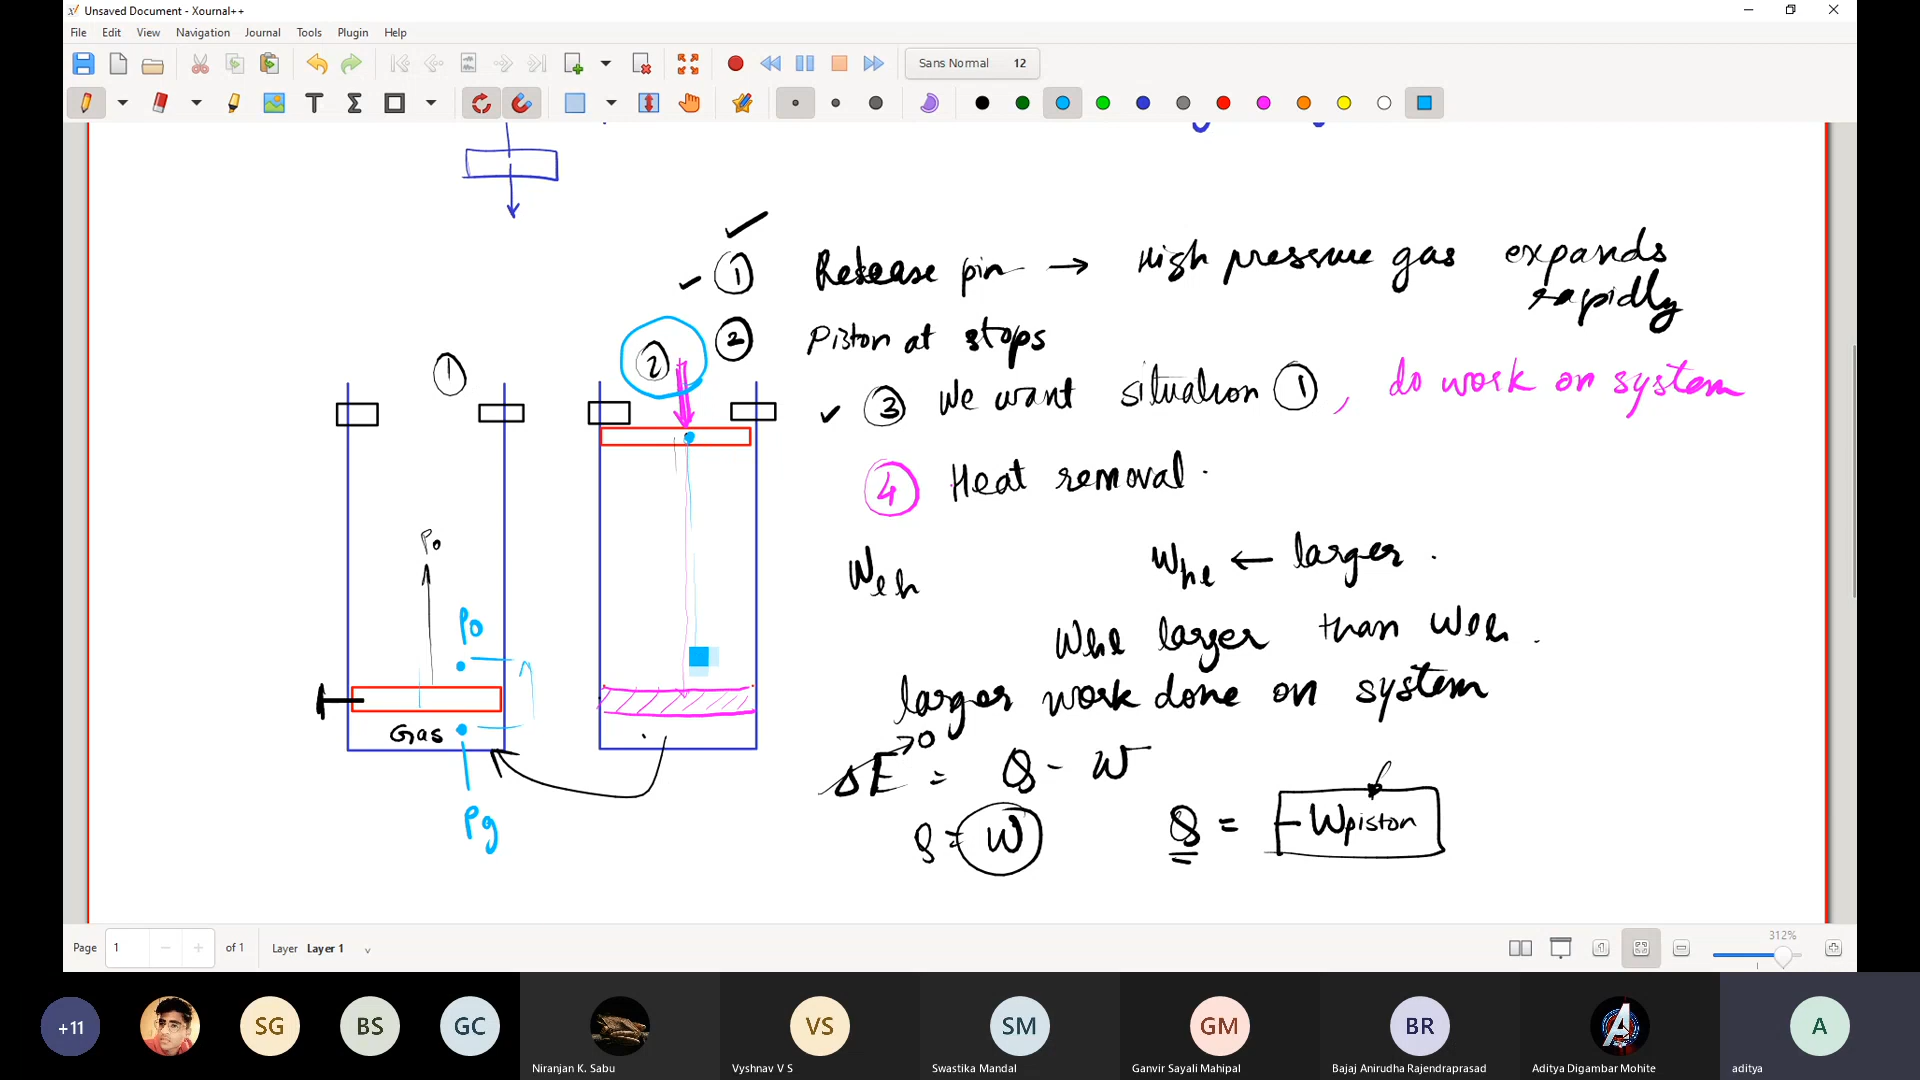 Unsaved Document - Xournal++
File Edit View Navigation Journal Tools Plugin Help
Sans Normal 12
① Release pin → High pressure gas expands
rapidly
② Piston at stops
③ We want situation ①, do work on system
④ Heat removal.
①
②
P₀
P₀
Gas
Pg
Weh Whe ← larger.
Whe larger than Weh.
larger work done on system
ΔE →0 = Q - W
Q = W Q = -Wpiston
Page 1 of 1 Layer Layer 1 312%
+11 SG BS GC VS SM GM BR A
Niranjan K. Sabu Vyshnav V S Swastika Mandal Ganvir Sayali Mahipal Bajaj Anirudha Rajendraprasad Aditya Digambar Mohite aditya